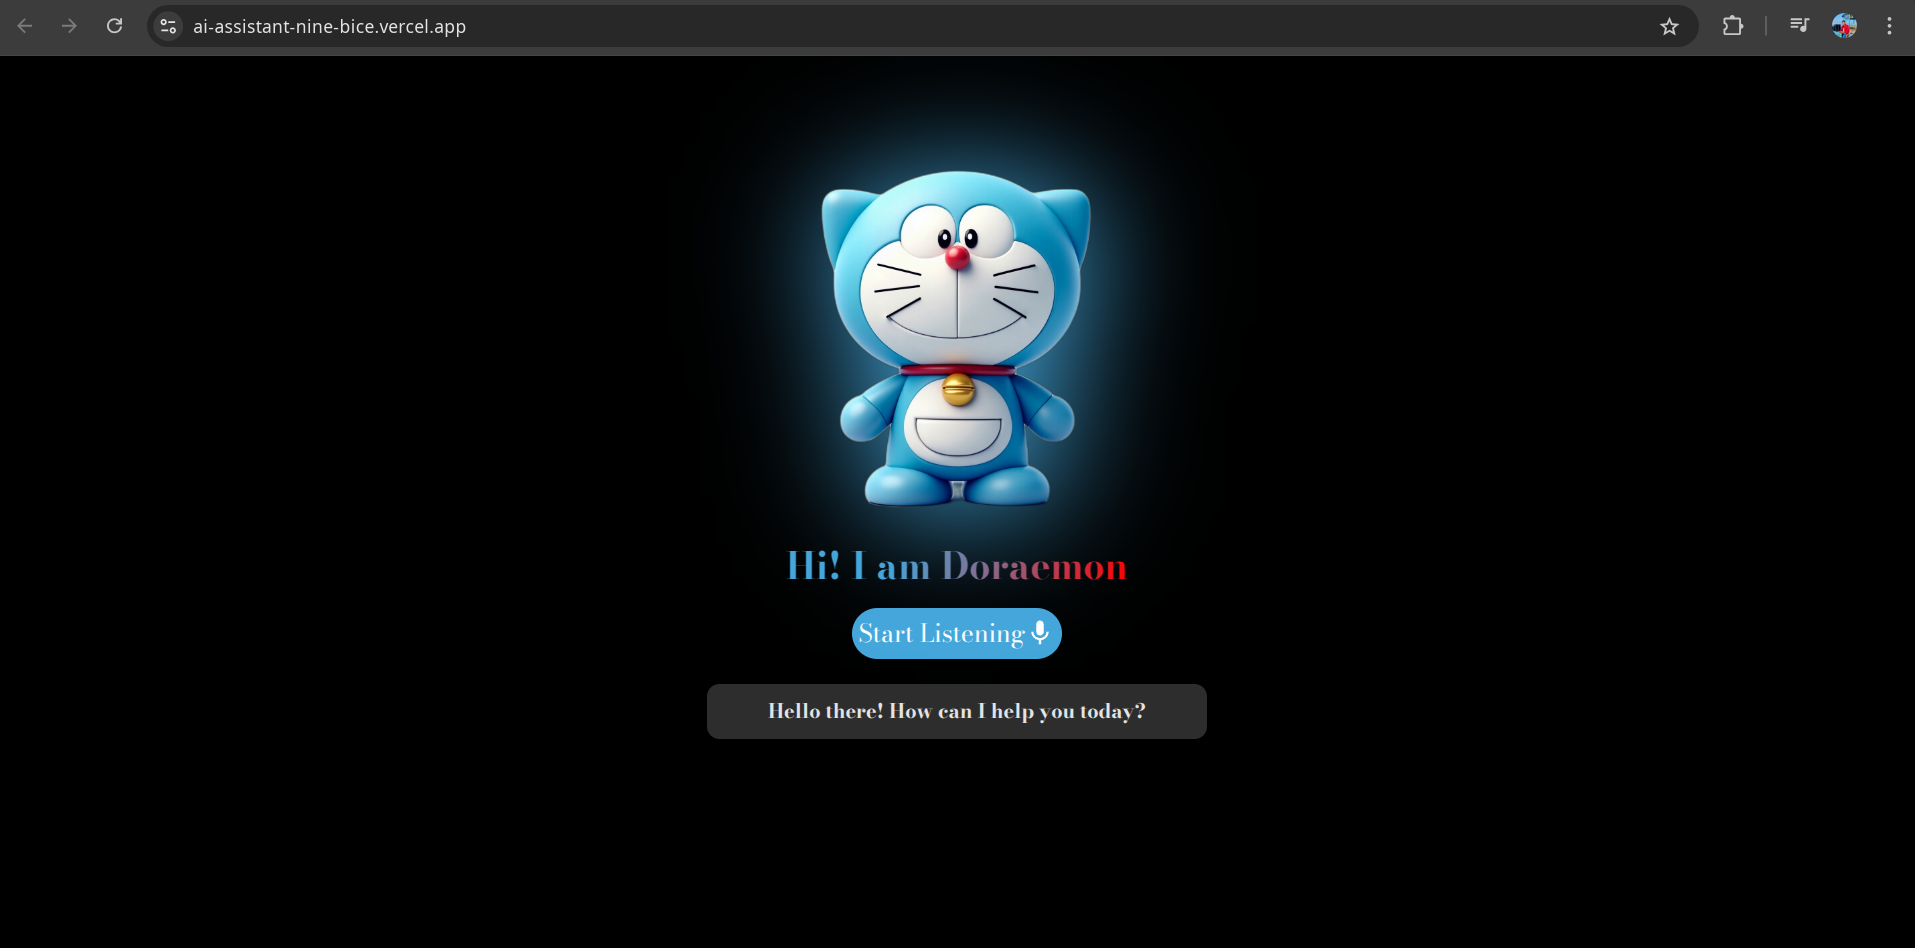 ai-assistant-nine-bice.vercel.app
Hi! I am Doraemon
Start Listening
Hello there! How can I help you today?